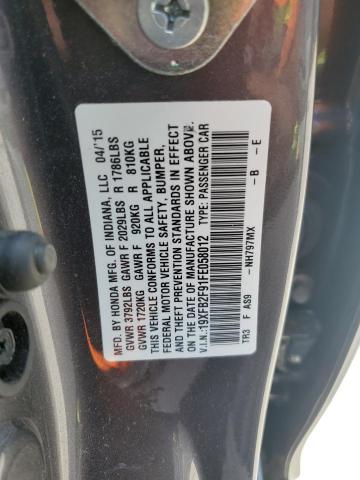 MFD. BY HONDA MFG. OF INDIANA, LLC 04/'15
GVWR 3792LBS GAWR F 2029LBS R 1786LBS
GVWR 1720KG GAWR F 920KG R 810KG
THIS VEHICLE CONFORMS TO ALL APPLICABLE
FEDERAL MOTOR VEHICLE SAFETY, BUMPER,
AND THEFT PREVENTION STANDARDS IN EFFECT
ON THE DATE OF MANUFACTURE SHOWN ABOVE.
V.I.N.:19XFB2F91FE058012 TYPE: PASSENGER CAR
TR3 F AS9 -NH797MX -B -E